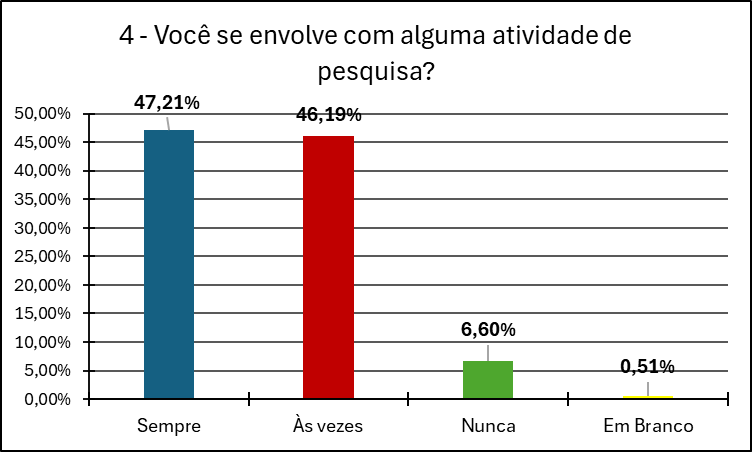 4 - Você se envolve com alguma atividade de
pesquisa?
50,00%
45,00%
40,00%
35,00%
30,00%
25,00%
20,00%
15,00%
10,00%
5,00%
0,00%
47,21%
46,19%
6,60%
0,51%
Sempre
Às vezes
Nunca
Em Branco